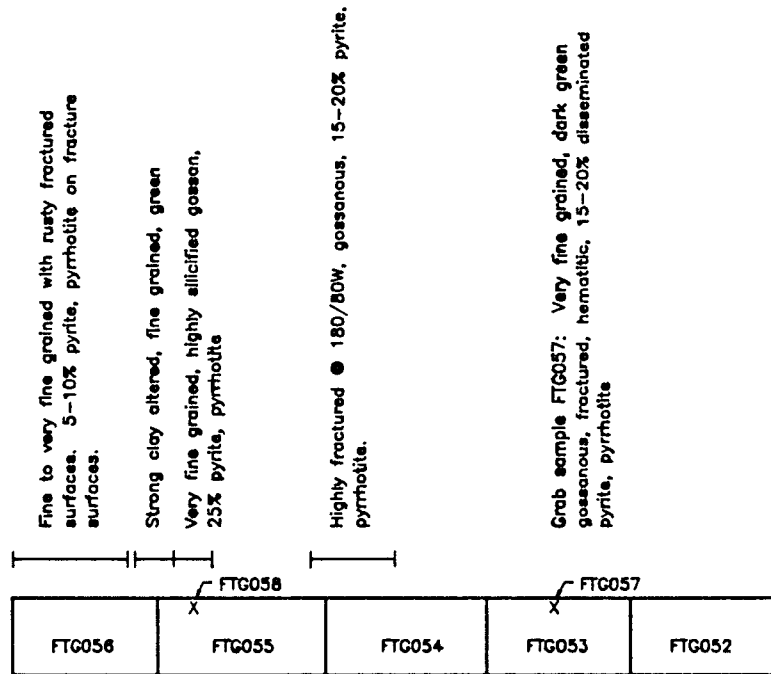 Fine to very fine grained with rusty fractured
surfaces. 5-10% pyrite, pyrrhotite on fracture
surfaces.
Strong clay altered, fine grained, green
Very fine grained, highly silicified gossan,
25% pyrite, pyrrhotite
Highly fractured @ 180/80W, gossanous, 15-20% pyrite.
pyrrhotite.
Grab sample FTG057: Very fine grained, dark green
gossanous, fractured, hematitic, 15-20% disseminated
pyrite, pyrrhotite
FTG058
FTG057
X
X
FTG056
FTG055
FTG054
FTG053
FTG052